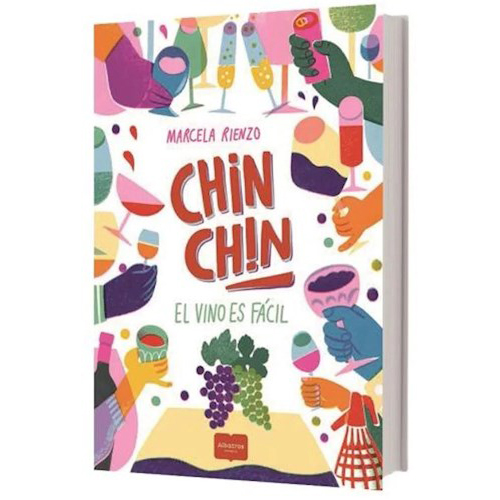 MARCELA RIENZO
CHiN
CH!N
EL VINO ES FÁCIL
Albatros